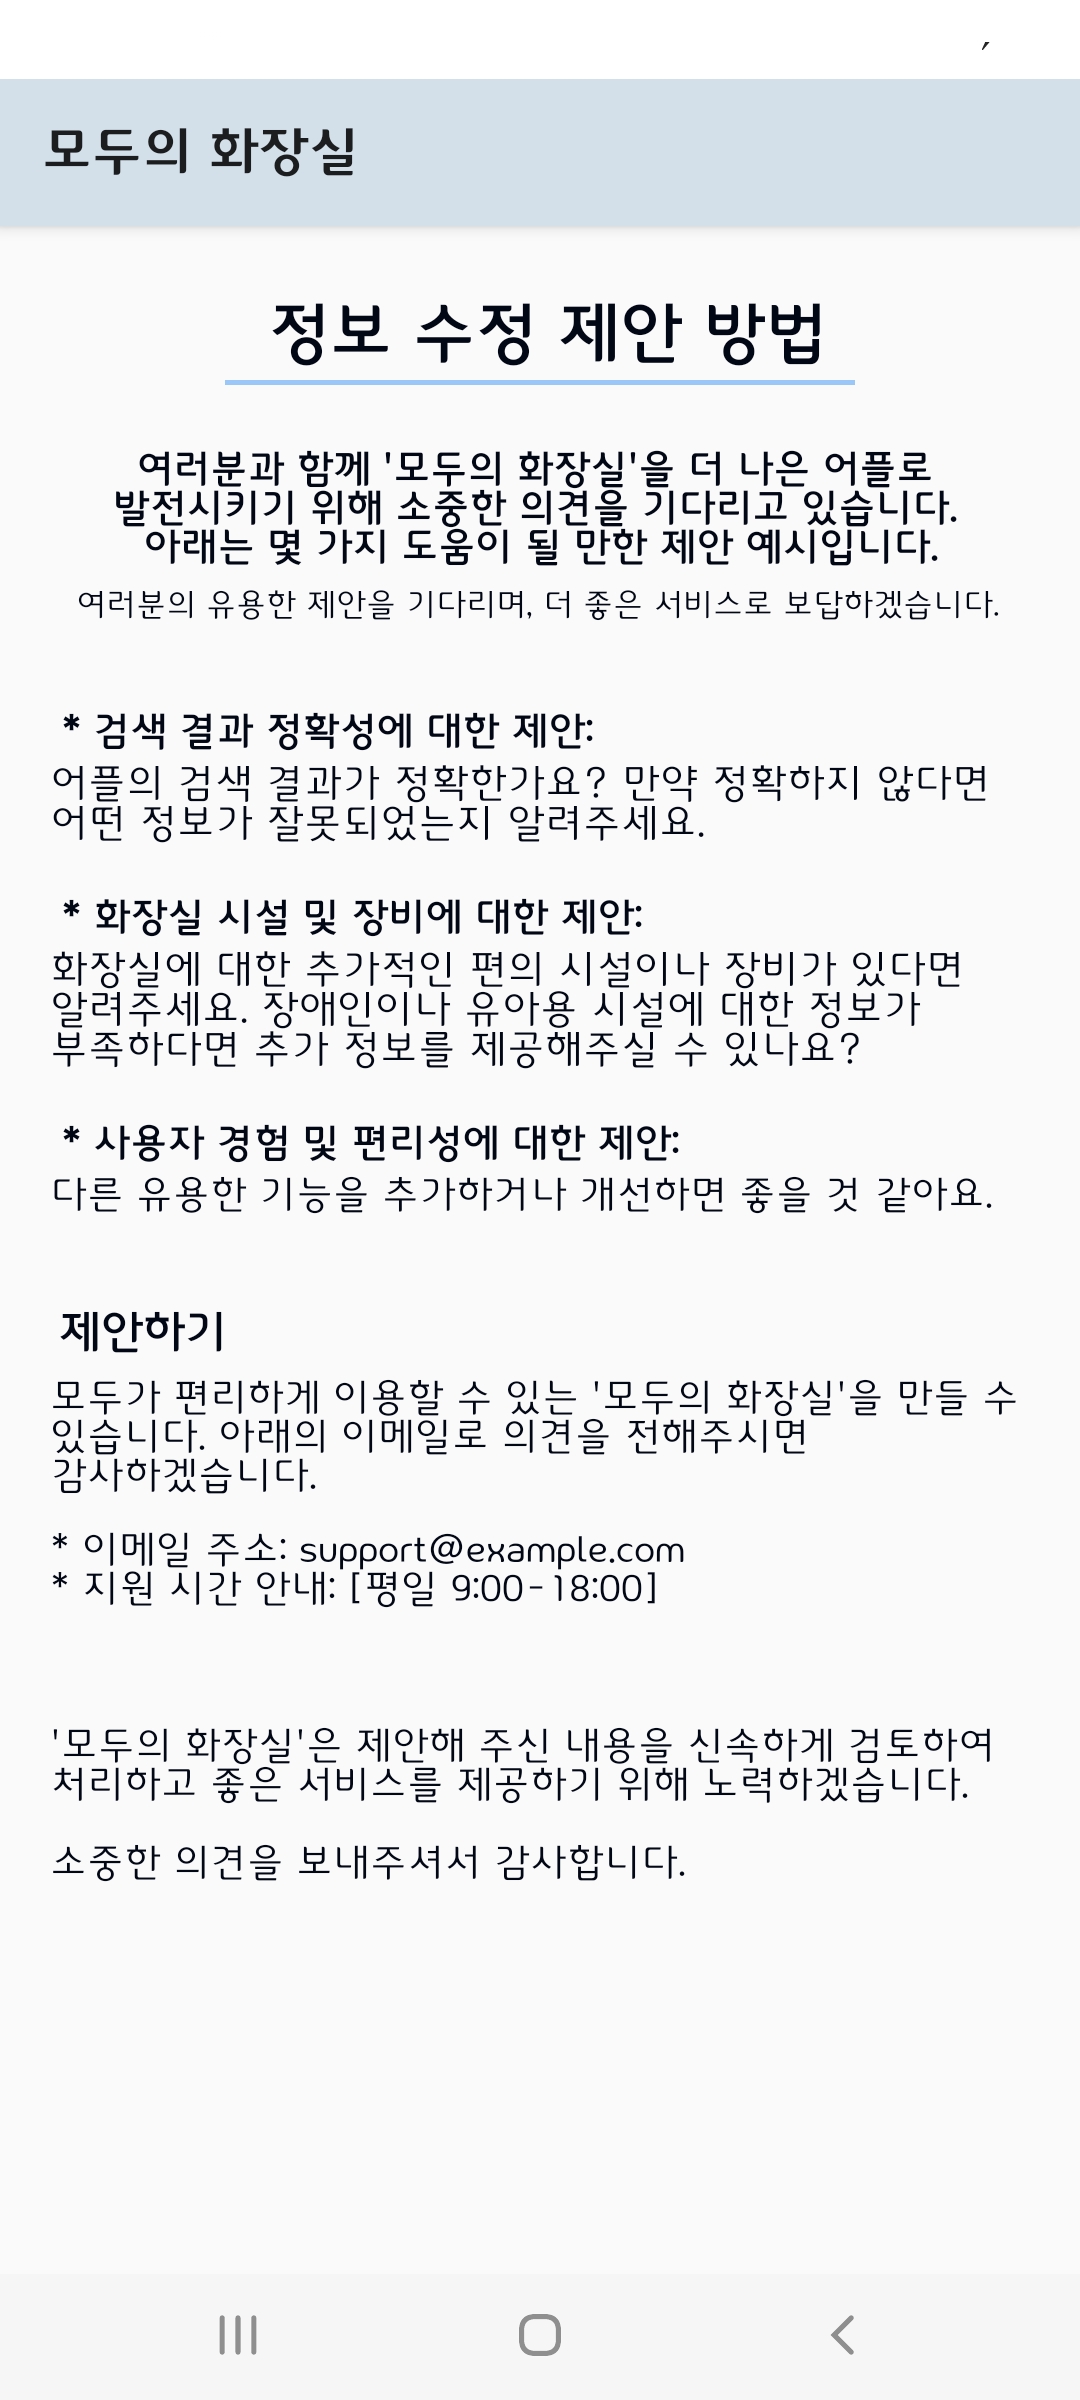 모두의 화장실
정보 수정 제안 방법
여러분과 함께 '모두의 화장실'을 더 나은 어플로
발전시키기 위해 소중한 의견을 기다리고 있습니다.
아래는 몇 가지 도움이 될 만한 제안 예시입니다.
여러분의 유용한 제안을 기다리며, 더 좋은 서비스로 보답하겠습니다.
* 검색 결과 정확성에 대한 제안:
어플의 검색 결과가 정확한가요? 만약 정확하지 않다면
어떤 정보가 잘못되었는지 알려주세요.
* 화장실 시설 및 장비에 대한 제안:
화장실에 대한 추가적인 편의 시설이나 장비가 있다면
알려주세요. 장애인이나 유아용 시설에 대한 정보가
부족하다면 추가 정보를 제공해주실 수 있나요?
* 사용자 경험 및 편리성에 대한 제안:
다른 유용한 기능을 추가하거나 개선하면 좋을 것 같아요.
제안하기
모두가 편리하게 이용할 수 있는 '모두의 화장실'을 만들 수
있습니다. 아래의 이메일로 의견을 전해주시면
감사하겠습니다.
* 이메일 주소: support@example.com
* 지원 시간 안내: [평일 9:00-18:00]
'모두의 화장실'은 제안해 주신 내용을 신속하게 검토하여
처리하고 좋은 서비스를 제공하기 위해 노력하겠습니다.
소중한 의견을 보내주셔서 감사합니다.